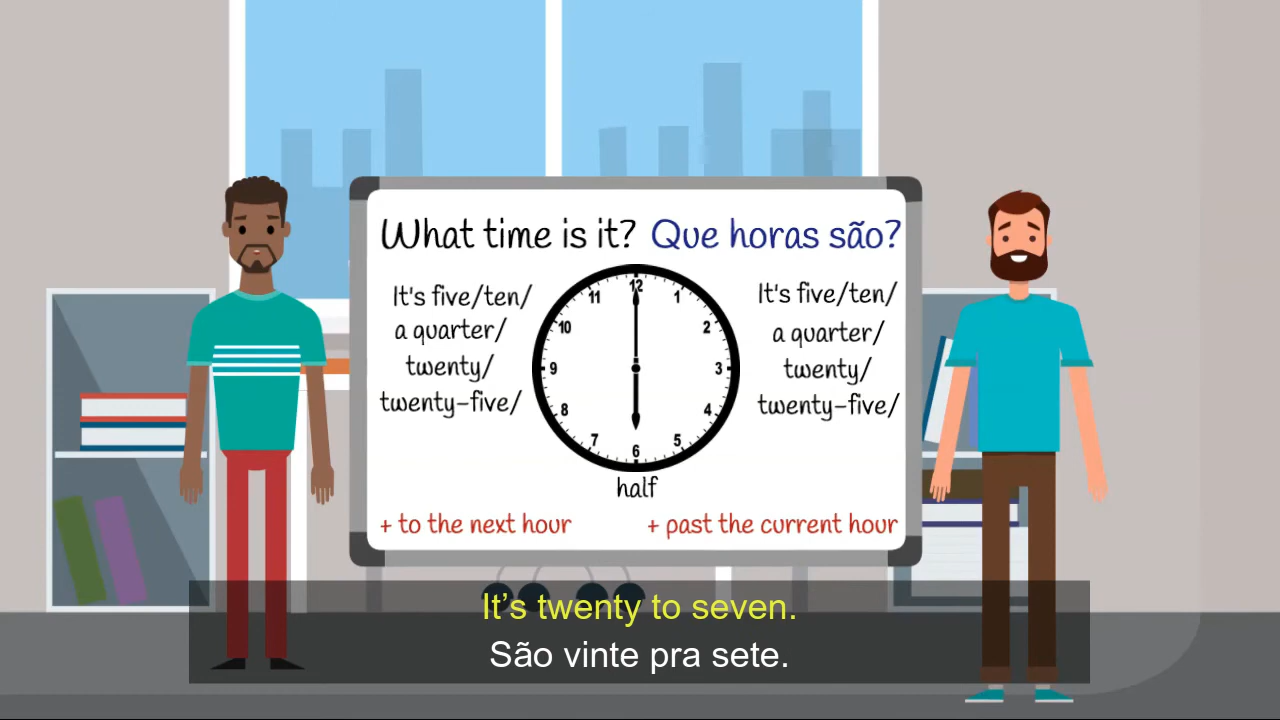 What time is it? Que horas são?
It's five/ten/
a quarter/
twenty/
twenty-five/
12
1
2
3
4
5
6
7
8
9
10
11
It's five/ten/
a quarter/
twenty/
twenty-five/
half
+ to the next hour
+ past the current hour
It’s twenty to seven.
São vinte pra sete.